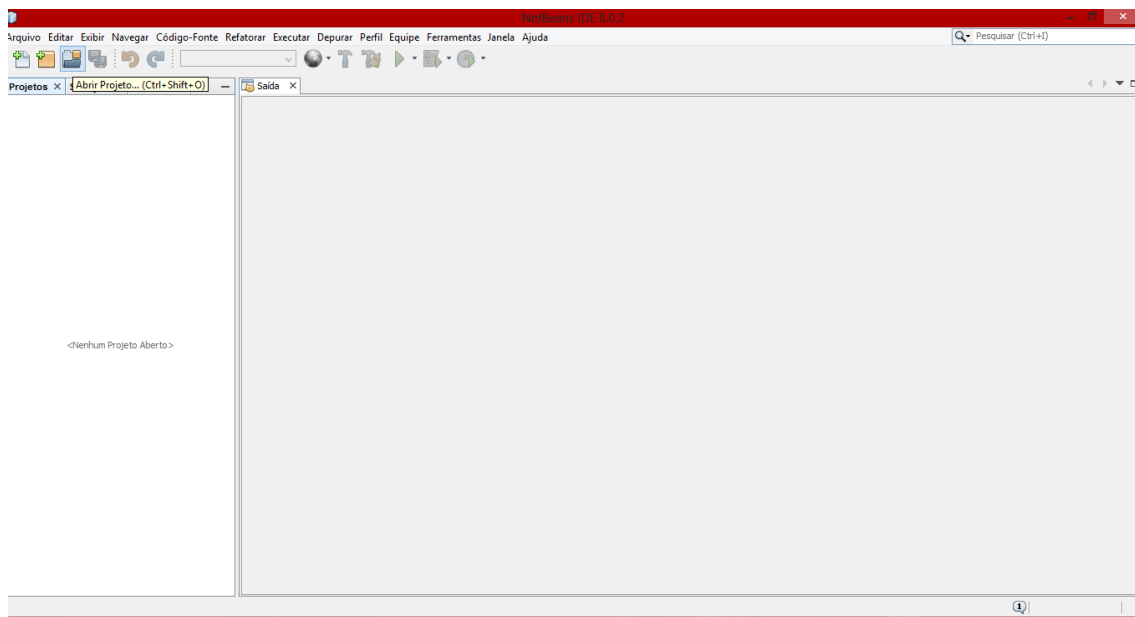 NetBeans IDE 8.0.2
Arquivo Editar Exibir Navegar Código-Fonte Refatorar Executar Depurar Perfil Equipe Ferramentas Janela Ajuda
Pesquisar (Ctrl+I)
Projetos
Abrir Projeto... (Ctrl+Shift+O)
Saída
<Nenhum Projeto Aberto>
1